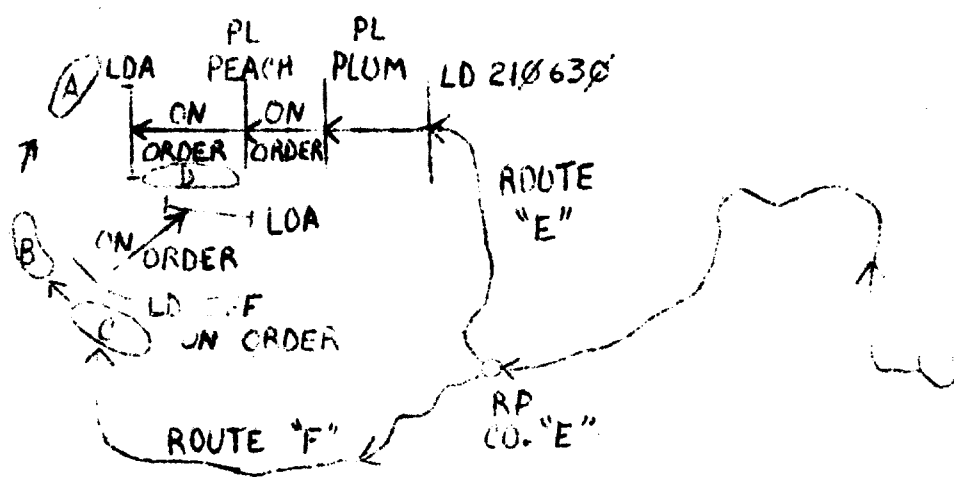 PL PL
A LDA PEACH PLUM LD 210630
ON ON
ORDER ORDER
D
ROUTE
"E"
LOA
B ON
ORDER
LD
C ON ORDER
RP
CO. "E"
ROUTE "F"